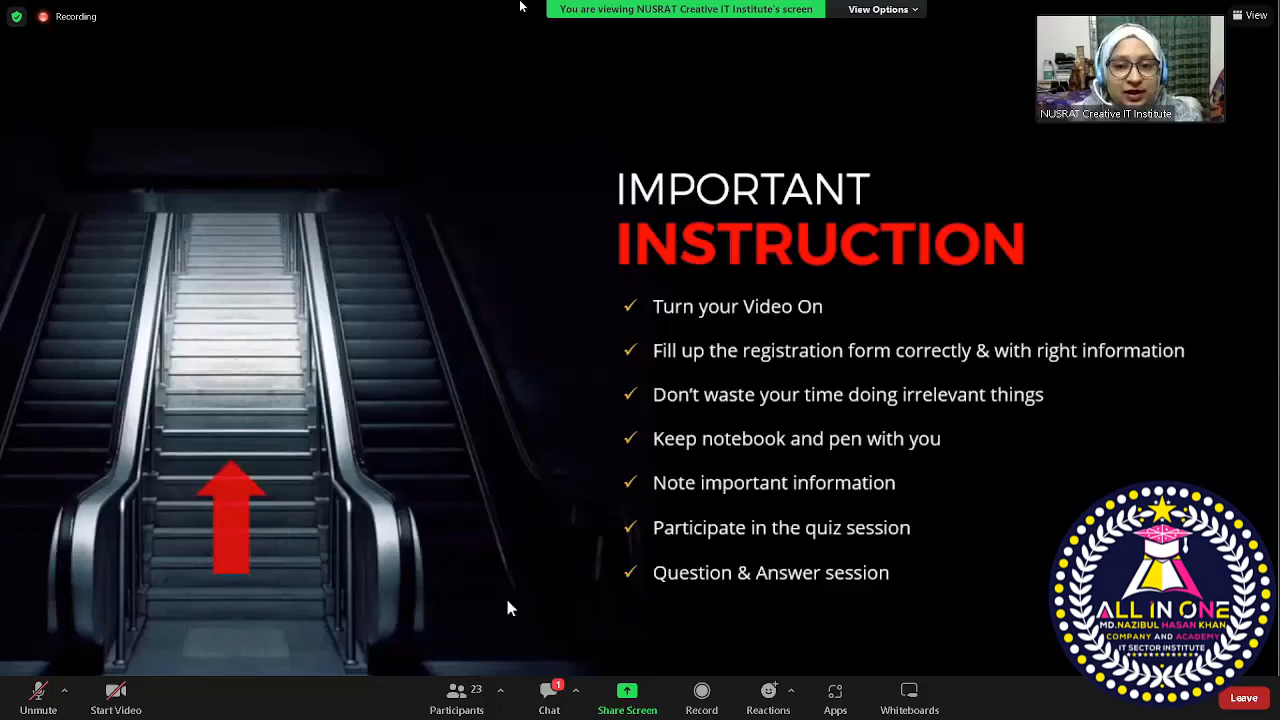 Recording
You are viewing NUSRAT Creative IT Institute's screen
View Options
View
NUSRAT Creative IT Institute
IMPORTANT
INSTRUCTION
✓ Turn your Video On
✓ Fill up the registration form correctly & with right information
✓ Don't waste your time doing irrelevant things
✓ Keep notebook and pen with you
✓ Note important information
✓ Participate in the quiz session
✓ Question & Answer session
ALL IN ONE
MD.NAZIBUL HASAN KHAN
COMPANY AND ACADEMY
IT SECTOR INSTITUTE
23
1
Unmute
Start Video
Participants
Chat
Share Screen
Record
Reactions
Apps
Whiteboards
Leave